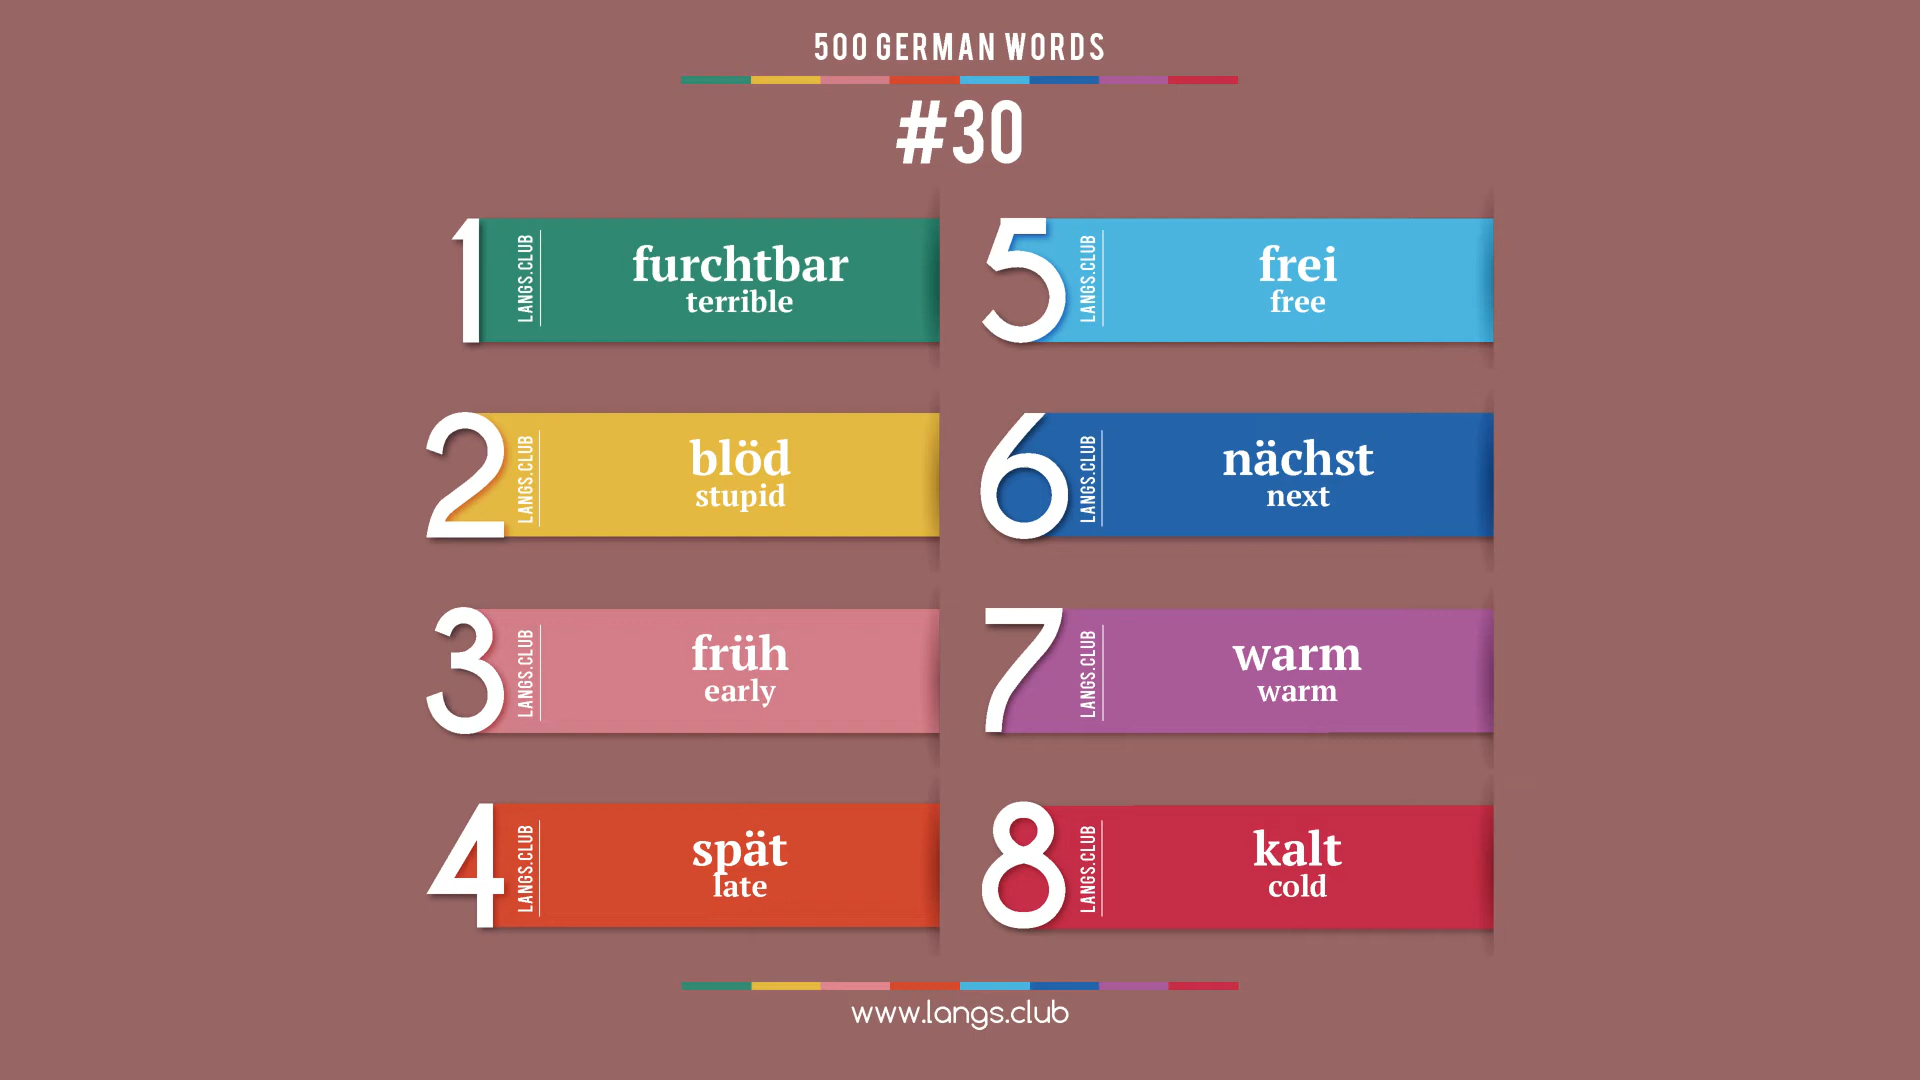 500 GERMAN WORDS
#30
1
LANGS.CLUB
furchtbar
terrible
2
LANGS.CLUB
blöd
stupid
3
LANGS.CLUB
früh
early
4
LANGS.CLUB
spät
late
5
LANGS.CLUB
frei
free
6
LANGS.CLUB
nächst
next
7
LANGS.CLUB
warm
warm
8
LANGS.CLUB
kalt
cold
www.langs.club